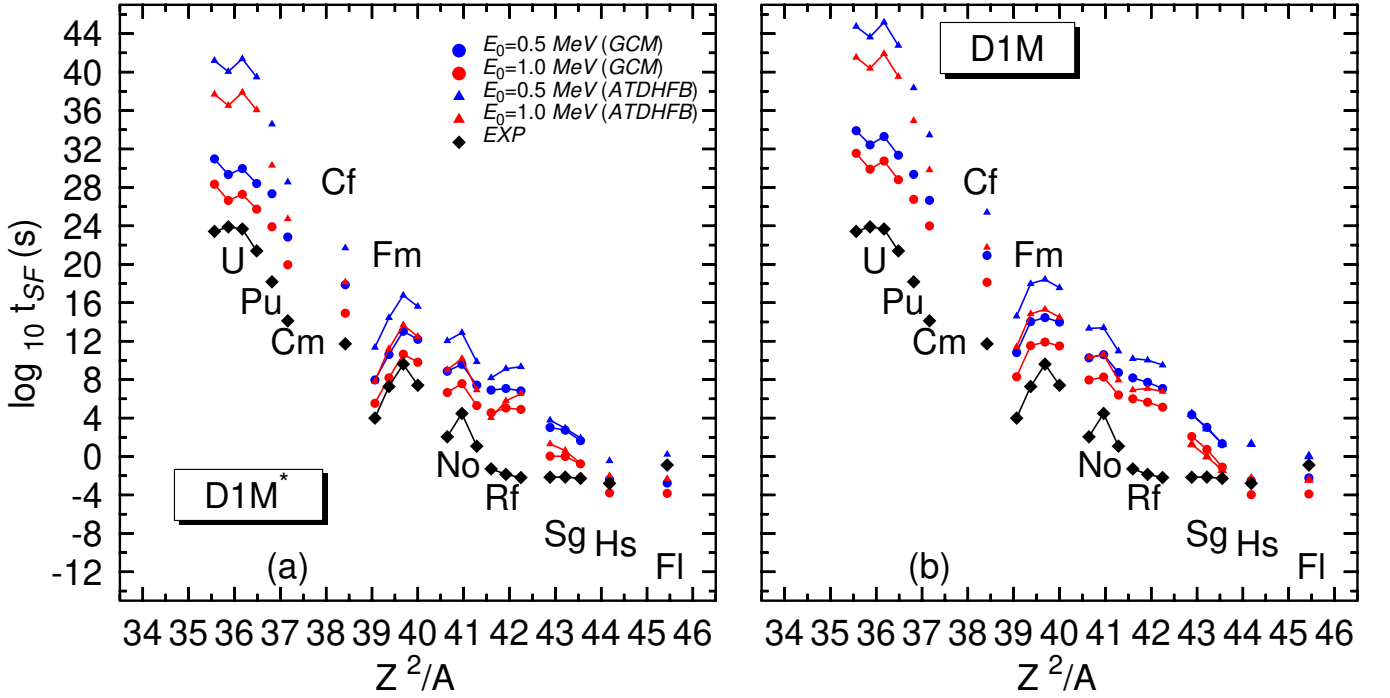 log 10 tSF (s)
44
40
36
32
28
24
20
16
12
8
4
0
-4
-8
-12
E0=0.5 MeV (GCM)
E0=1.0 MeV (GCM)
E0=0.5 MeV (ATDHFB)
E0=1.0 MeV (ATDHFB)
EXP
U
Pu
Cm
Cf
Fm
No
Rf
Sg
Hs
Fl
D1M*
(a)
34 35 36 37 38 39 40 41 42 43 44 45 46
Z 2/A
D1M
U
Pu
Cm
Cf
Fm
No
Rf
Sg
Hs
Fl
(b)
34 35 36 37 38 39 40 41 42 43 44 45 46
Z 2/A